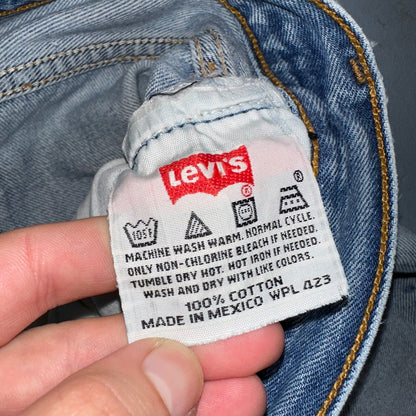 Levi's
®
®
105F
MACHINE WASH WARM. NORMAL CYCLE.
ONLY NON-CHLORINE BLEACH IF NEEDED.
TUMBLE DRY HOT. HOT IRON IF NEEDED.
WASH AND DRY WITH LIKE COLORS.
100% COTTON
MADE IN MEXICO WPL 423